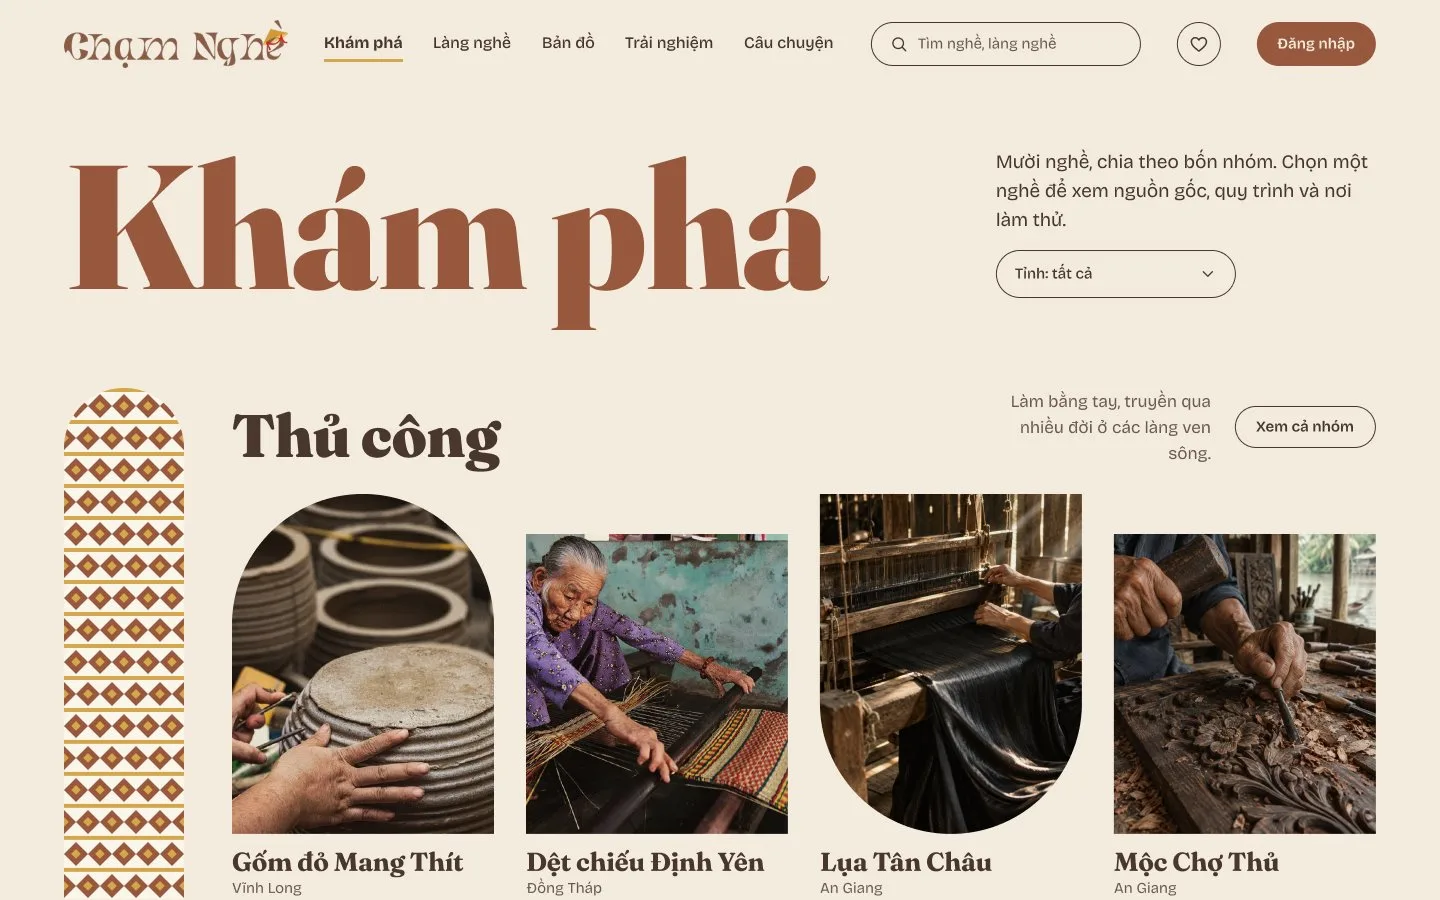 Chạm Nghề
Khám phá
Làng nghề
Bản đồ
Trải nghiệm
Câu chuyện
Tìm nghề, làng nghề
Đăng nhập
Khám phá
Mười nghề, chia theo bốn nhóm. Chọn một
nghề để xem nguồn gốc, quy trình và nơi
làm thử.
Tỉnh: tất cả
Thủ công
Làm bằng tay, truyền qua
nhiều đời ở các làng ven
sông.
Xem cả nhóm
Gốm đỏ Mang Thít
Vĩnh Long
Dệt chiếu Định Yên
Đồng Tháp
Lụa Tân Châu
An Giang
Mộc Chợ Thủ
An Giang